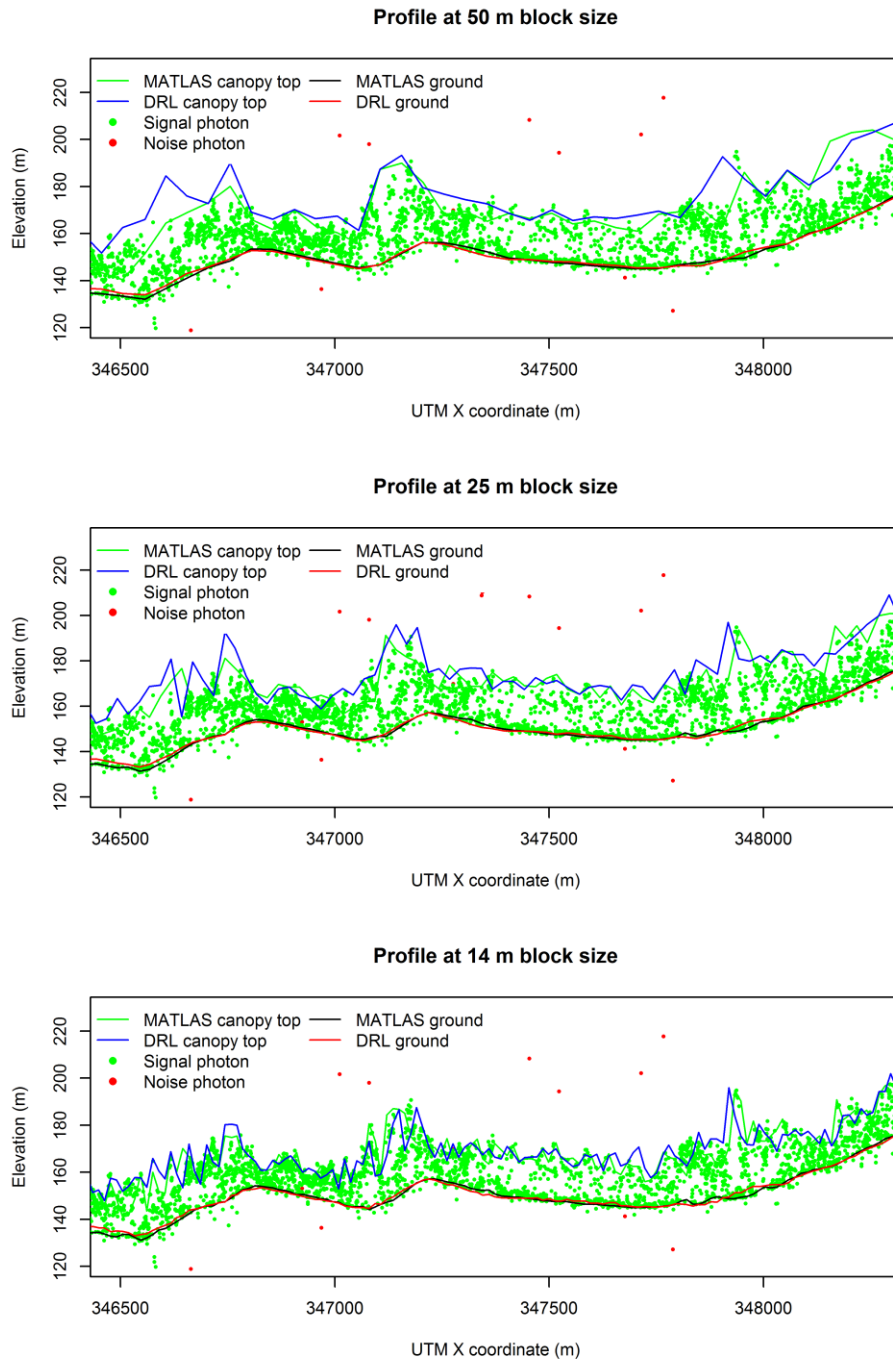 Profile at 50 m block size
MATLAS canopy top MATLAS ground
DRL canopy top DRL ground
Signal photon
Noise photon
220
200
180
160
140
120
Elevation (m)
346500 347000 347500 348000
UTM X coordinate (m)
Profile at 25 m block size
MATLAS canopy top MATLAS ground
DRL canopy top DRL ground
Signal photon
Noise photon
220
200
180
160
140
120
Elevation (m)
346500 347000 347500 348000
UTM X coordinate (m)
Profile at 14 m block size
MATLAS canopy top MATLAS ground
DRL canopy top DRL ground
Signal photon
Noise photon
220
200
180
160
140
120
Elevation (m)
346500 347000 347500 348000
UTM X coordinate (m)